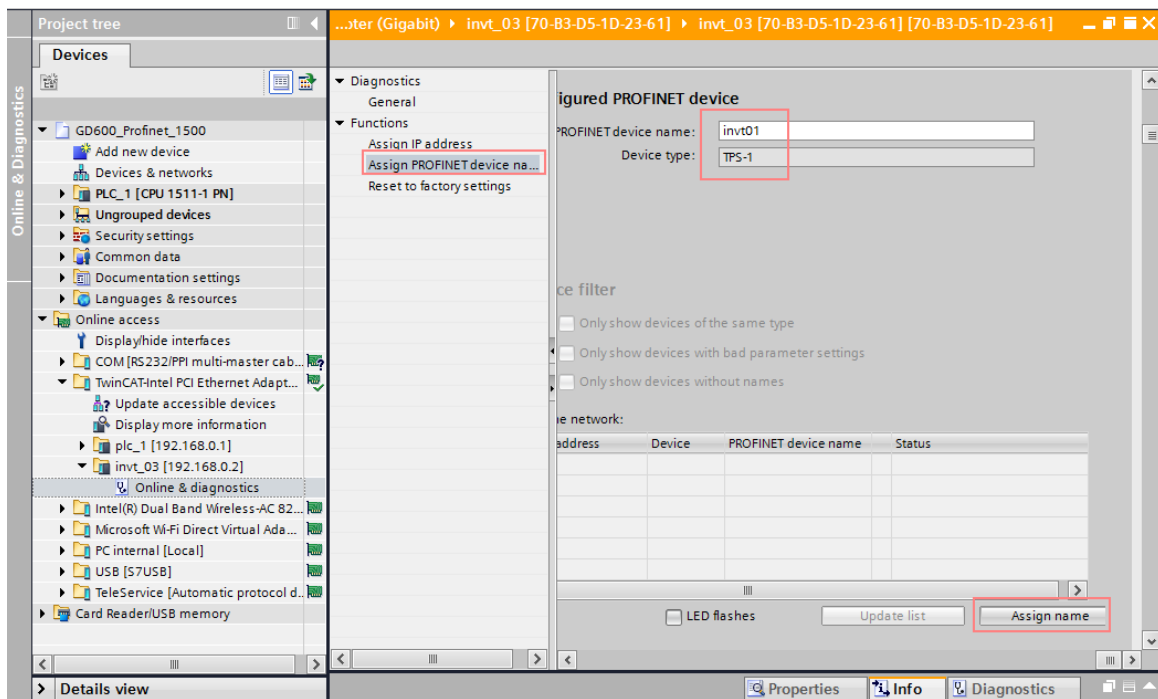 Project tree
...oter (Gigabit) ▸ invt_03 [70-B3-D5-1D-23-61] ▸ invt_03 [70-B3-D5-1D-23-61] [70-B3-D5-1D-23-61]
Devices
Online & Diagnostics
GD600_Profinet_1500
Add new device
Devices & networks
PLC_1 [CPU 1511-1 PN]
Ungrouped devices
Security settings
Common data
Documentation settings
Languages & resources
Online access
Display/hide interfaces
COM [RS232/PPI multi-master cab...
TwinCAT-Intel PCI Ethernet Adapt...
Update accessible devices
Display more information
plc_1 [192.168.0.1]
invt_03 [192.168.0.2]
Online & diagnostics
Intel(R) Dual Band Wireless-AC 82...
Microsoft Wi-Fi Direct Virtual Ada...
PC internal [Local]
USB [S7USB]
TeleService [Automatic protocol d...
Card Reader/USB memory
Details view
Diagnostics
General
Functions
Assign IP address
Assign PROFINET device na...
Reset to factory settings
igured PROFINET device
PROFINET device name: invt01
Device type: TPS-1
ce filter
Only show devices of the same type
Only show devices with bad parameter settings
Only show devices without names
ne network:
address Device PROFINET device name Status
LED flashes Update list Assign name
Properties Info Diagnostics